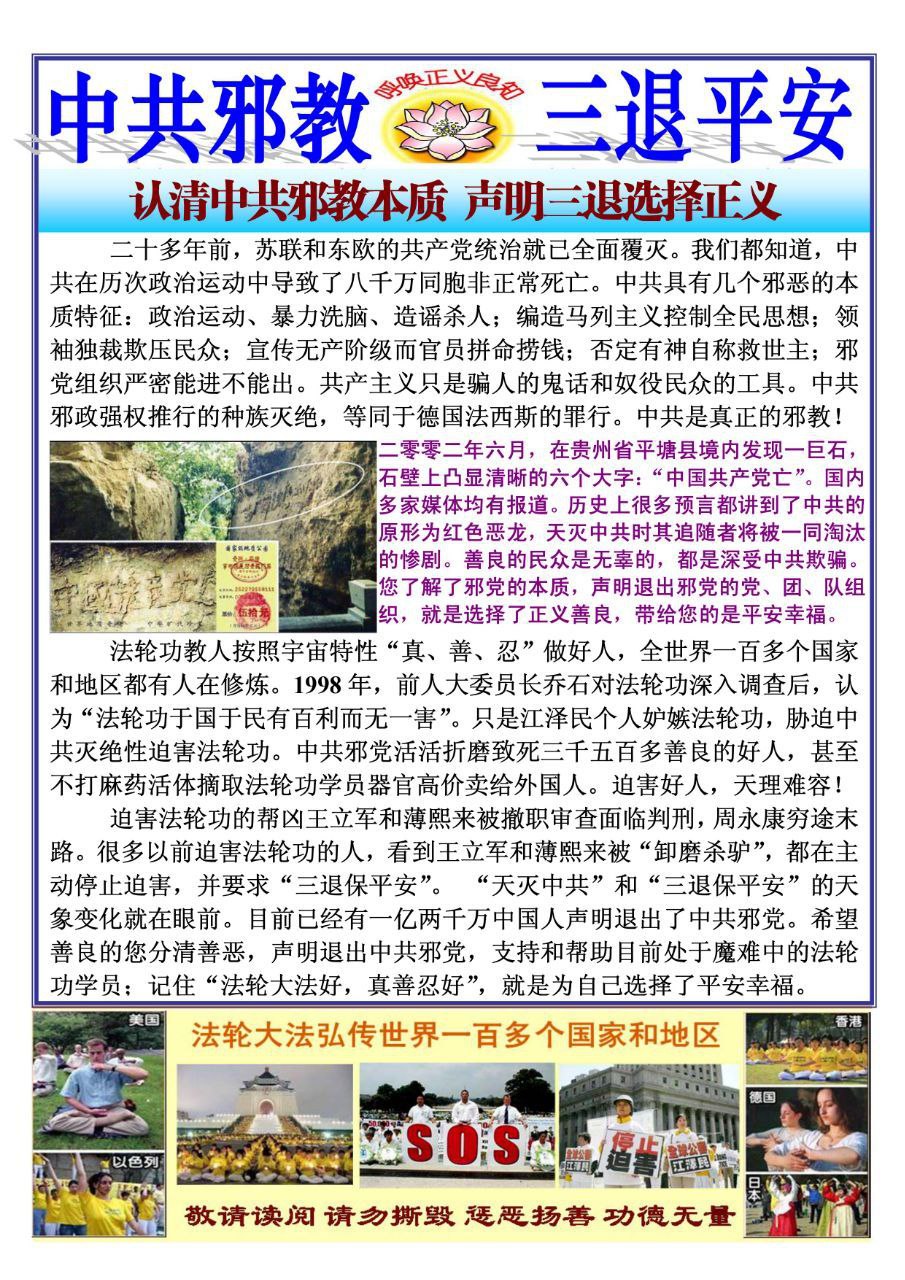 中共邪教
呼唤正义良知
三退平安
认清中共邪教本质 声明三退选择正义
二十多年前，苏联和东欧的共产党统治就已全面覆灭。我们都知道，中
共在历次政治运动中导致了八千万同胞非正常死亡。中共具有几个邪恶的本
质特征：政治运动、暴力洗脑、造谣杀人；编造马列主义控制全民思想；领
袖独裁欺压民众；宣传无产阶级而官员拼命捞钱；否定有神自称救世主；邪
党组织严密能进不能出。共产主义只是骗人的鬼话和奴役民众的工具。中共
邪政强权推行的种族灭绝，等同于德国法西斯的罪行。中共是真正的邪教！
二零零二年六月，在贵州省平塘县境内发现一巨石，
石壁上凸显清晰的六个大字：“中国共产党亡”。国内
多家媒体均有报道。历史上很多预言都讲到了中共的
原形为红色恶龙，天灭中共时其追随者将被一同淘汰
的惨剧。善良的民众是无辜的，都是深受中共欺骗。
您了解了邪党的本质，声明退出邪党的党、团、队组
织，就是选择了正义善良，带给您的是平安幸福。
国家级地质公园
伍拾元
中國共產党亡
法轮功教人按照宇宙特性“真、善、忍”做好人，全世界一百多个国家
和地区都有人在修炼。1998 年，前人大委员长乔石对法轮功深入调查后，认
为“法轮功于国于民有百利而无一害”。只是江泽民个人妒嫉法轮功，胁迫中
共灭绝性迫害法轮功。中共邪党活活折磨致死三千五百多善良的好人，甚至
不打麻药活体摘取法轮功学员器官高价卖给外国人。迫害好人，天理难容！
迫害法轮功的帮凶王立军和薄熙来被撤职审查面临判刑，周永康穷途末
路。很多以前迫害法轮功的人，看到王立军和薄熙来被“卸磨杀驴”，都在主
动停止迫害，并要求“三退保平安”。 “天灭中共”和“三退保平安”的天
象变化就在眼前。目前已经有一亿两千万中国人声明退出了中共邪党。希望
善良的您分清善恶，声明退出中共邪党，支持和帮助目前处于魔难中的法轮
功学员；记住“法轮大法好，真善忍好”，就是为自己选择了平安幸福。
美国
法轮大法弘传世界一百多个国家和地区
香港
德国
SOS
停止
迫害
全球公审
江泽民
全球公审
江泽民
以色列
日本
敬请读阅 请勿撕毁 惩恶扬善 功德无量